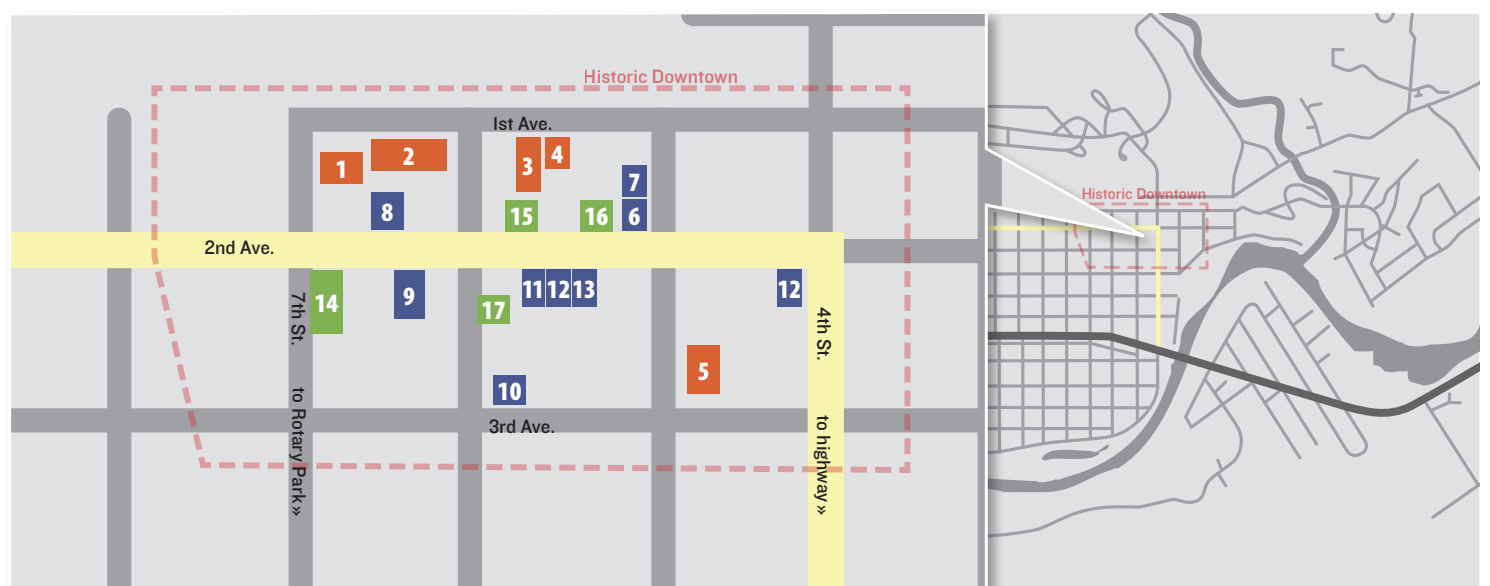 Historic Downtown
1st Ave.
1
2
3
4
7
8
15
16
6
2nd Ave.
14
9
11
12
13
12
17
7th St.
4th St.
5
10
to Rotary Park »
3rd Ave.
to highway »
Historic Downtown